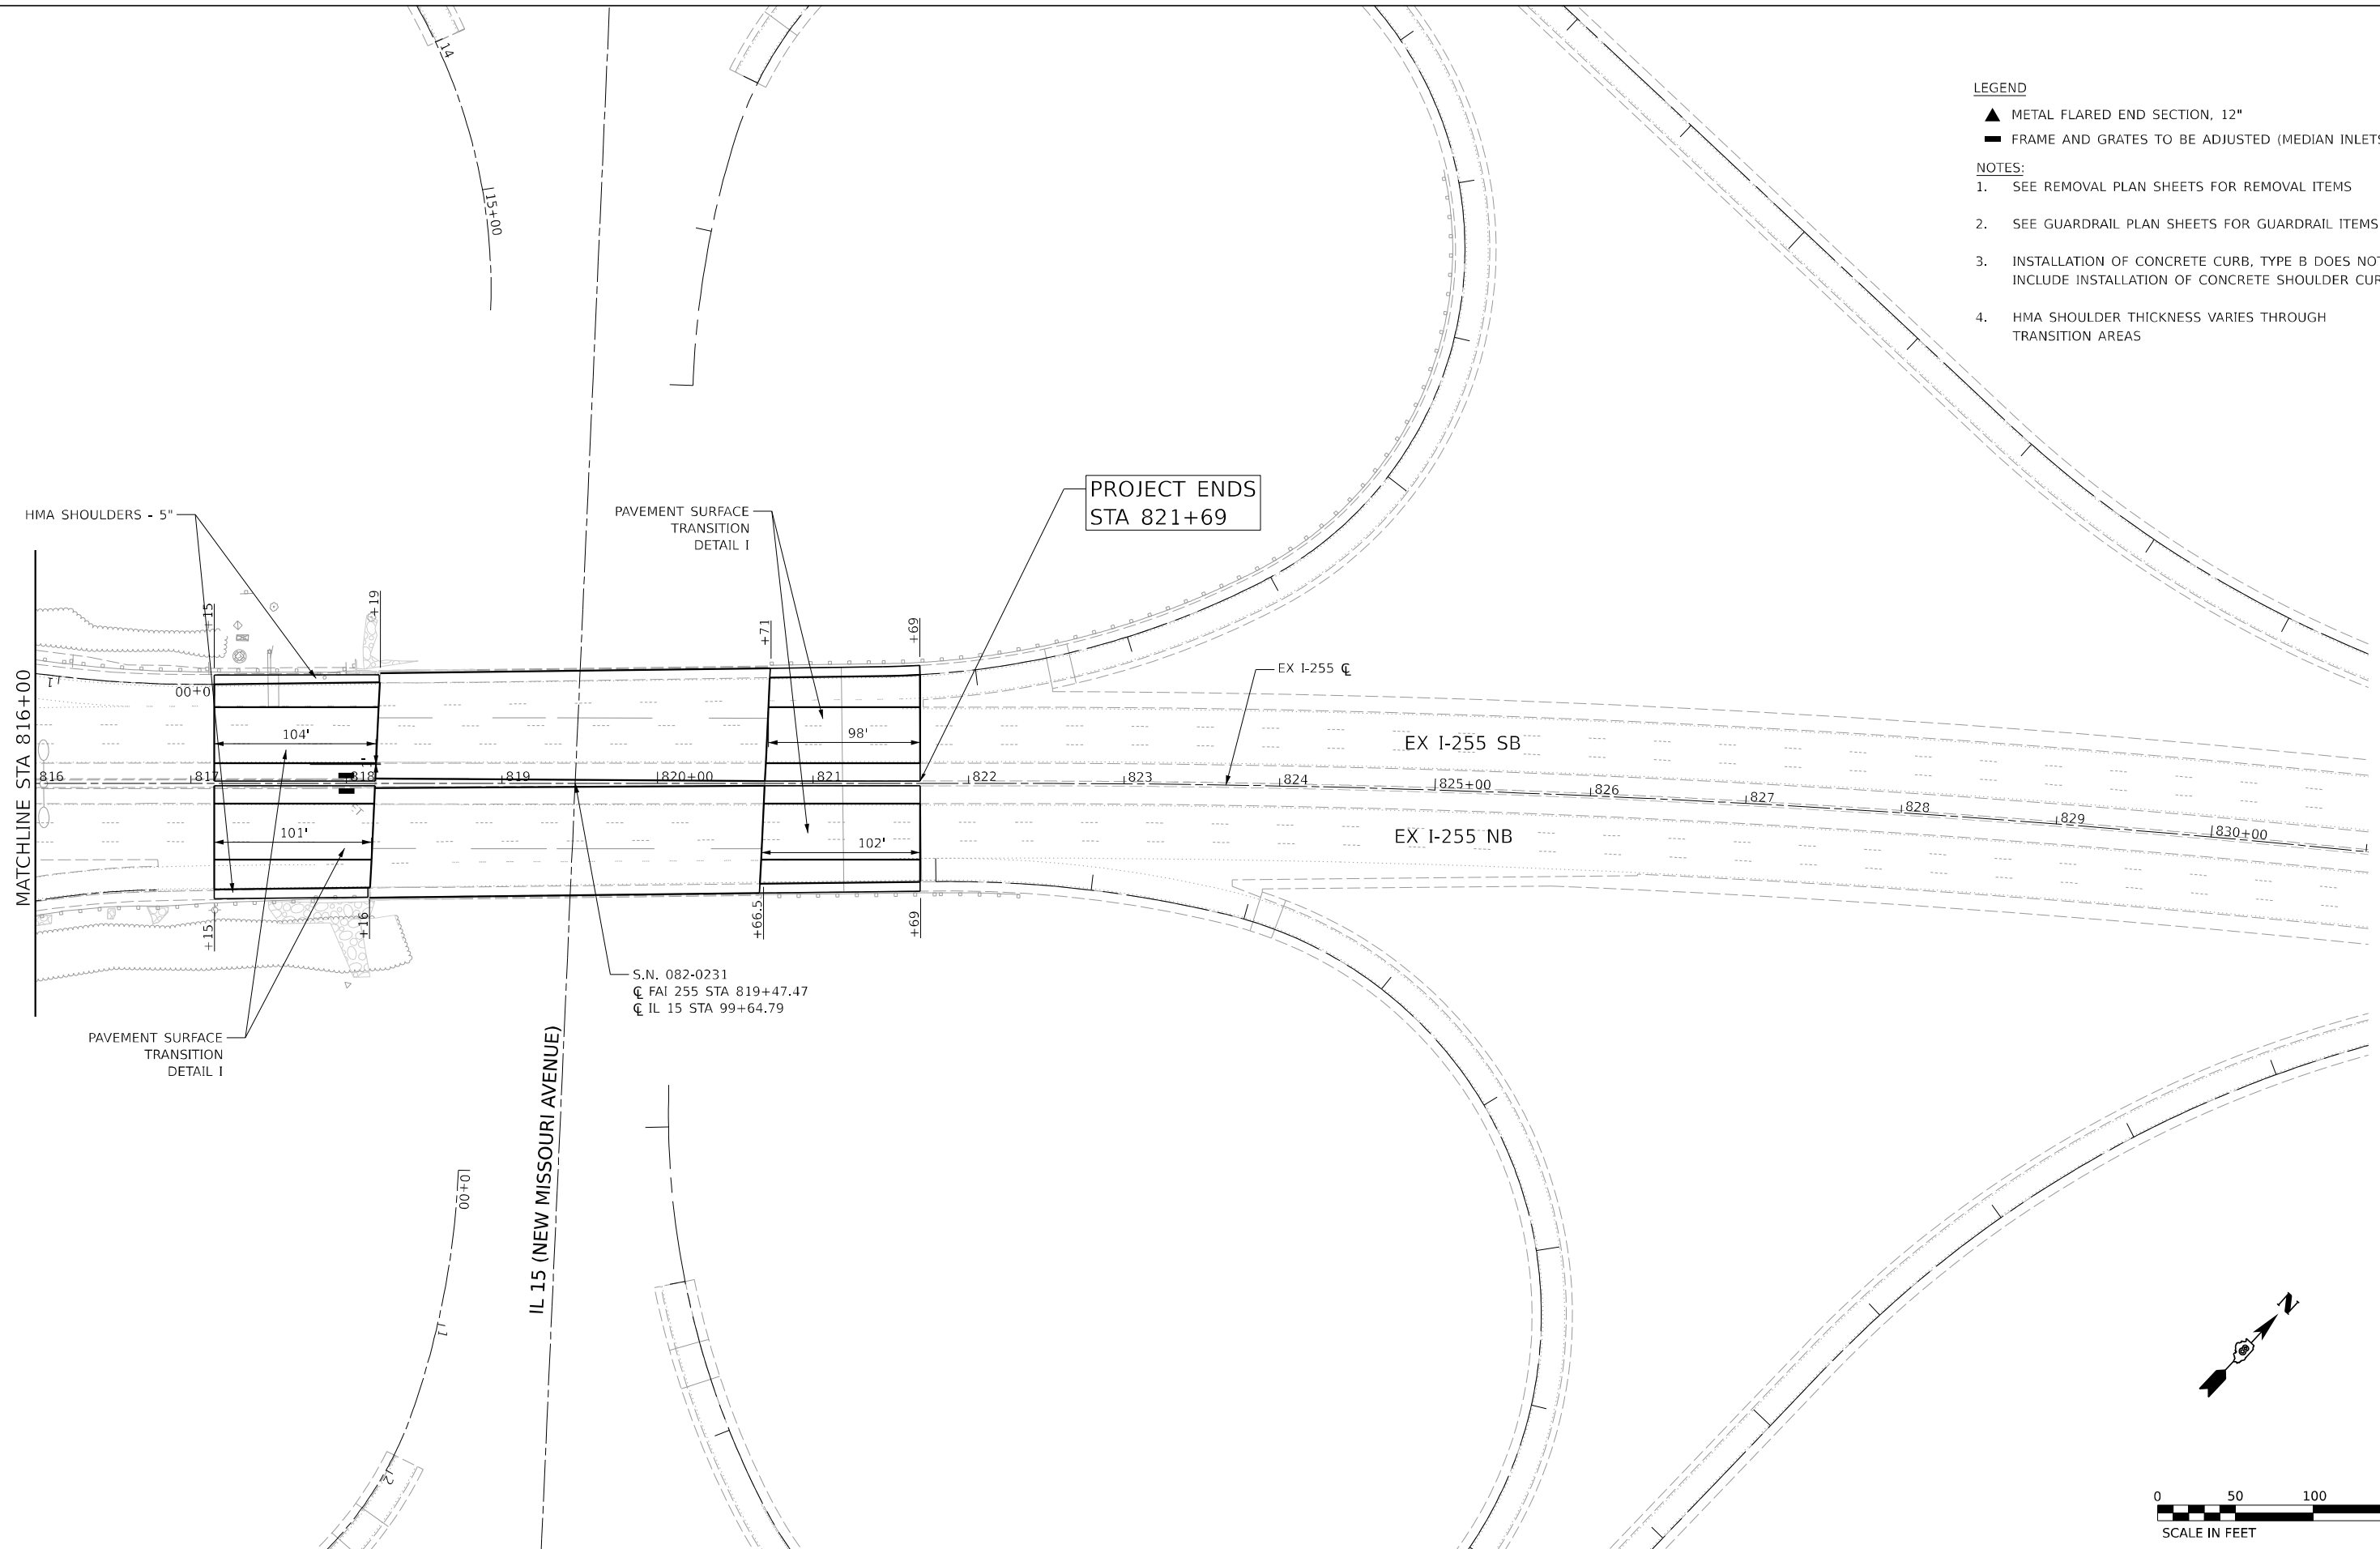 LEGEND
METAL FLARED END SECTION, 12"
FRAME AND GRATES TO BE ADJUSTED (MEDIAN INLETS
NOTES:
1. SEE REMOVAL PLAN SHEETS FOR REMOVAL ITEMS
2. SEE GUARDRAIL PLAN SHEETS FOR GUARDRAIL ITEMS
3. INSTALLATION OF CONCRETE CURB, TYPE B DOES NOT
INCLUDE INSTALLATION OF CONCRETE SHOULDER CUR
4. HMA SHOULDER THICKNESS VARIES THROUGH
TRANSITION AREAS
14
15+00
PROJECT ENDS
STA 821+69
HMA SHOULDERS - 5"
PAVEMENT SURFACE
TRANSITION
DETAIL I
+15
+19
+71
+69
EX I-255 ℄
MATCHLINE STA 816+00
1
0+00
104'
98'
EX I-255 SB
816
817
818
819
820+00
821
822
823
824
825+00
826
827
828
829
830+00
101'
102'
EX I-255 NB
+15
+16
+66.5
+69
S.N. 082-0231
℄ FAI 255 STA 819+47.47
℄ IL 15 STA 99+64.79
PAVEMENT SURFACE
TRANSITION
DETAIL I
IL 15 (NEW MISSOURI AVENUE)
0+00
1
2
N
0 50 100
SCALE IN FEET